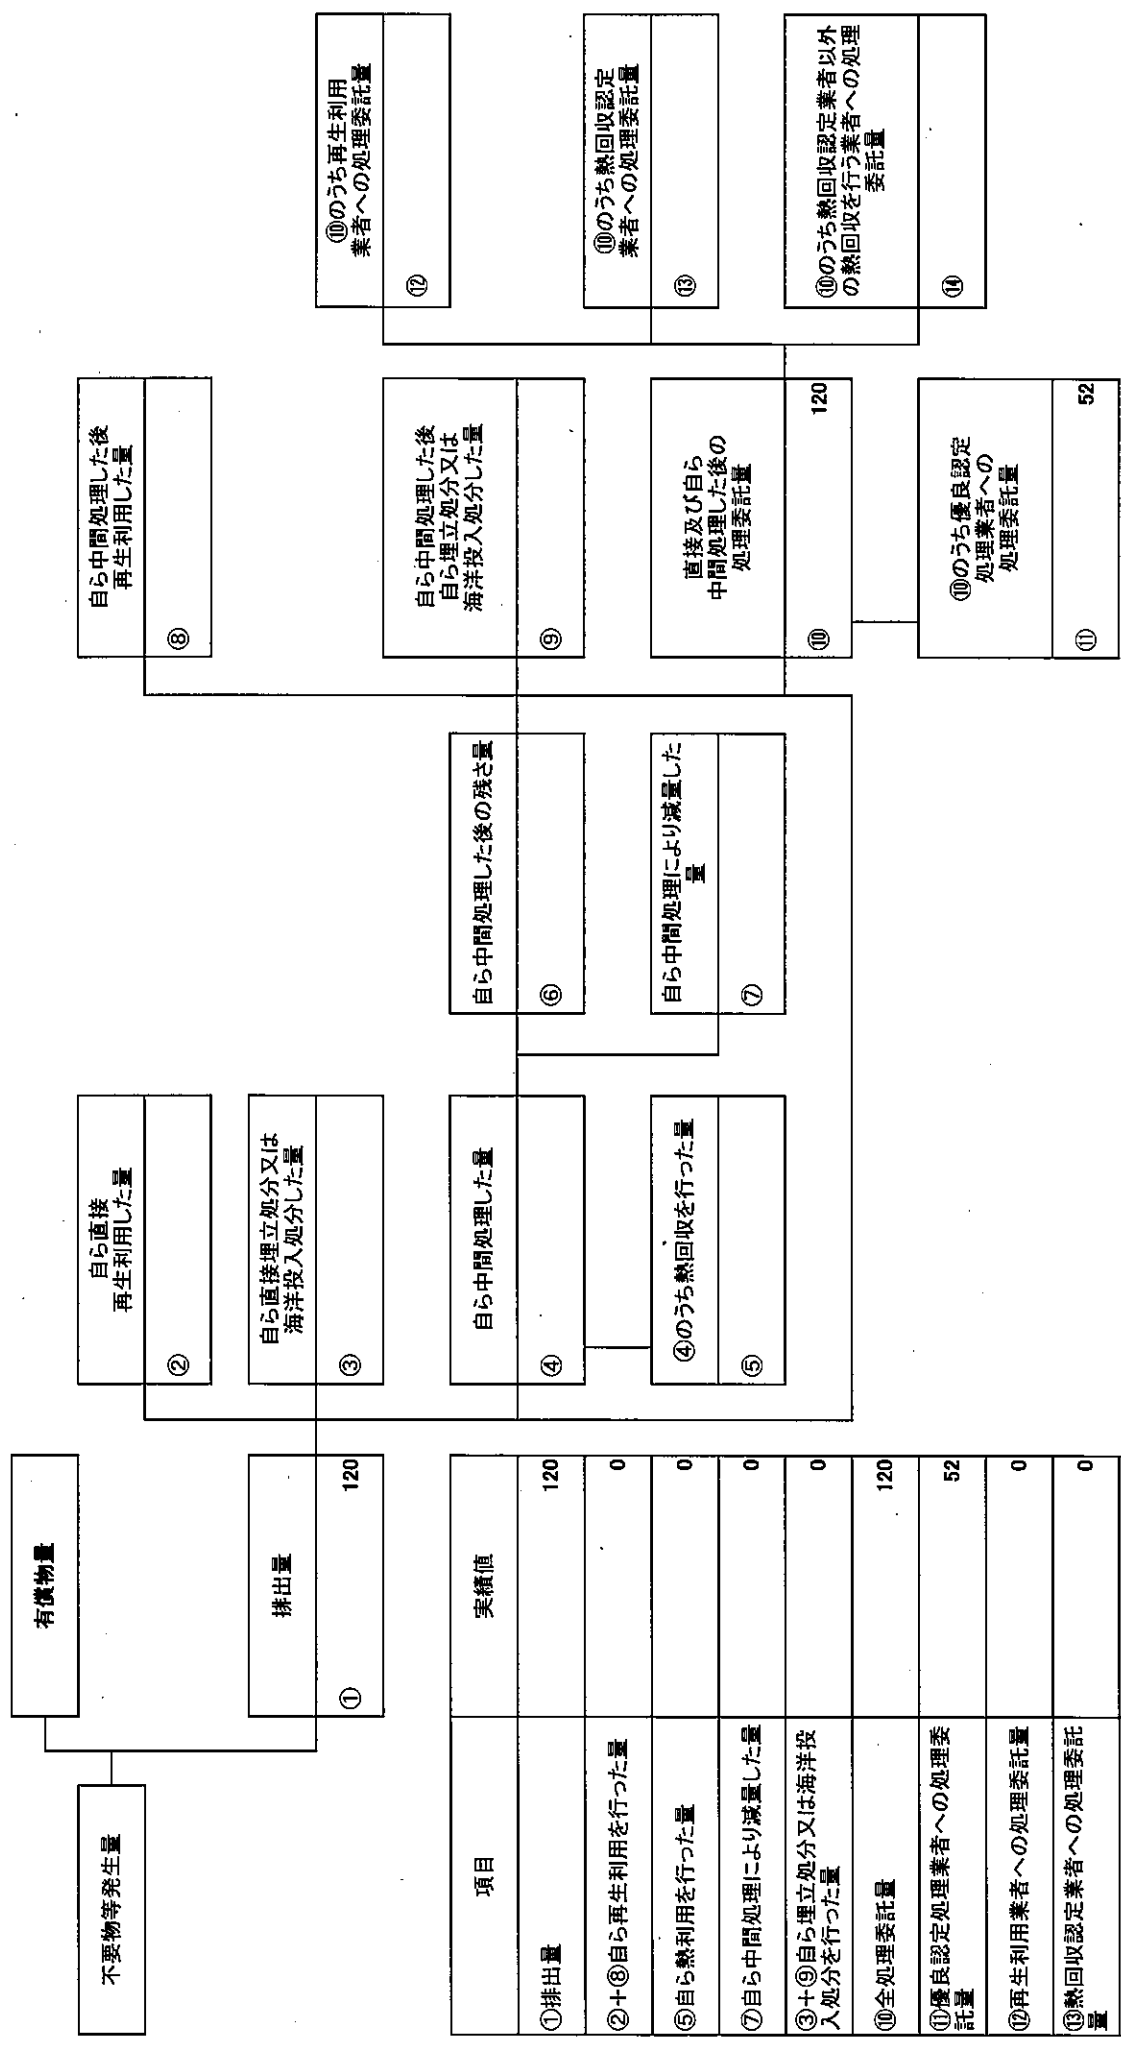 不要物等発生量
有償物量
排出量
① 120
自ら直接
再生利用した量
②
自ら直接埋立処分又は
海洋投入処分した量
③
自ら中間処理した量
④
④のうち熱回収を行った量
⑤
自ら中間処理した後の残さ量
⑥
自ら中間処理により減量した
量
⑦
自ら中間処理した後
再生利用した量
⑧
自ら中間処理した後
自ら埋立処分又は
海洋投入処分した量
⑨
直接及び自ら
中間処理した後の
処理委託量
⑩ 120
⑩のうち優良認定
処理業者への
処理委託量
⑪ 52
⑩のうち再生利用
業者への処理委託量
⑫
⑩のうち熱回収認定
業者への処理委託量
⑬
⑩のうち熱回収認定業者以外
の熱回収を行う業者への処理
委託量
⑭
項目 実績値
①排出量 120
②+⑧自ら再生利用を行った量 0
⑤自ら熱利用を行った量 0
⑦自ら中間処理により減量した量 0
③+⑨自ら埋立処分又は海洋投
入処分を行った量 0
⑩全処理委託量 120
⑪優良認定処理業者への処理委
託量 52
⑫再生利用業者への処理委託量 0
⑬熱回収認定業者への処理委託
量 0